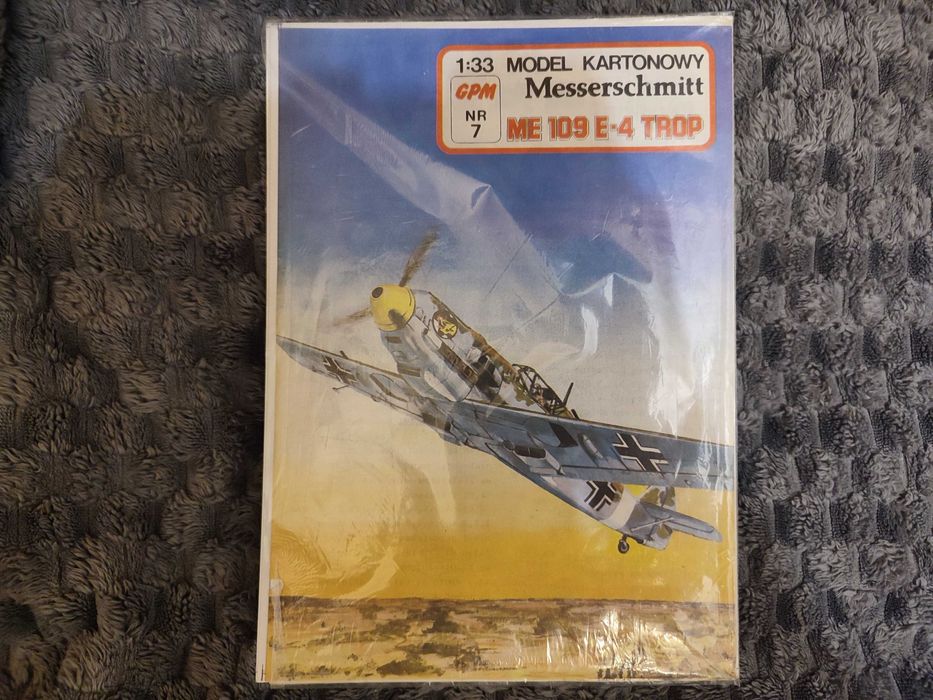 1:33 MODEL KARTONOWY
GPM Messerschmitt
NR
7 ME 109 E-4 TROP